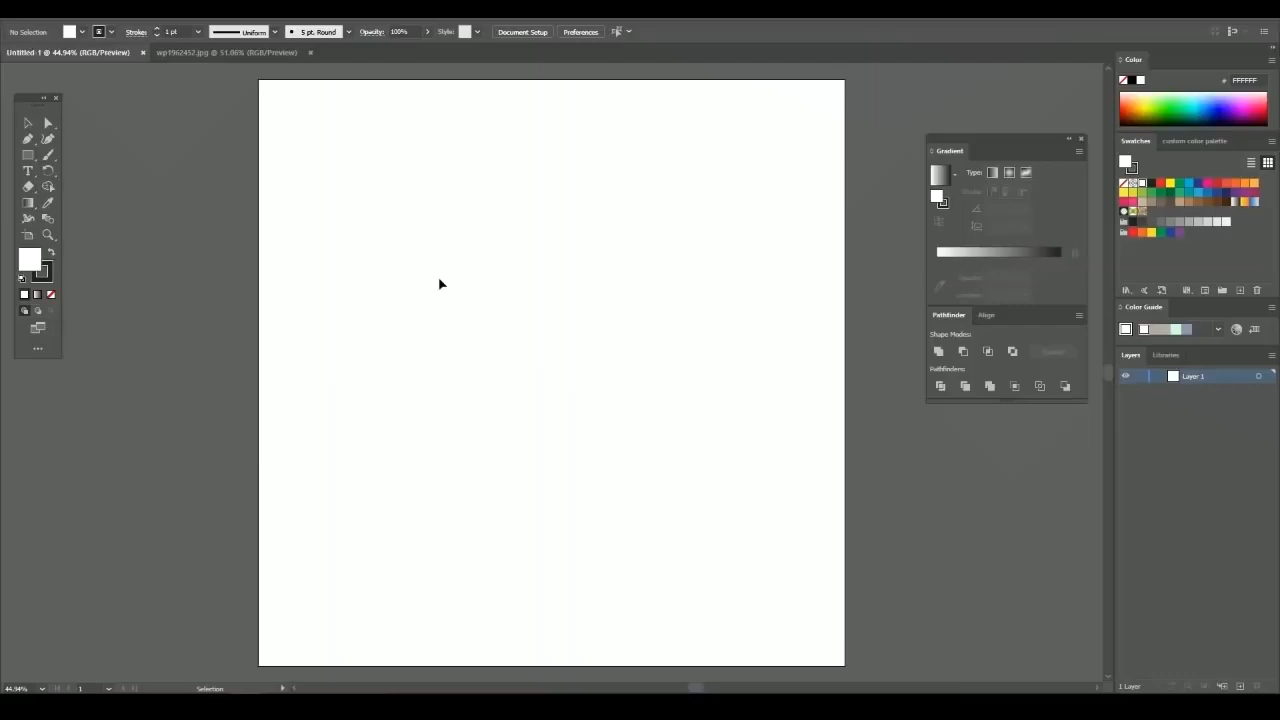 No Selection Stroke: 1 pt Uniform 5 pt. Round Opacity: 100% Style: Document Setup Preferences
Untitled-1 @ 44.94% (RGB/Preview) × wp1962452.jpg @ 51.06% (RGB/Preview) ×
Color
# FFFFFF
Swatches custom color palette
Gradient
Type:
Pathfinder Align
Shape Modes:
Pathfinders:
Color Guide
Layers Libraries
Layer 1
44.94% 1 Selection
1 Layer